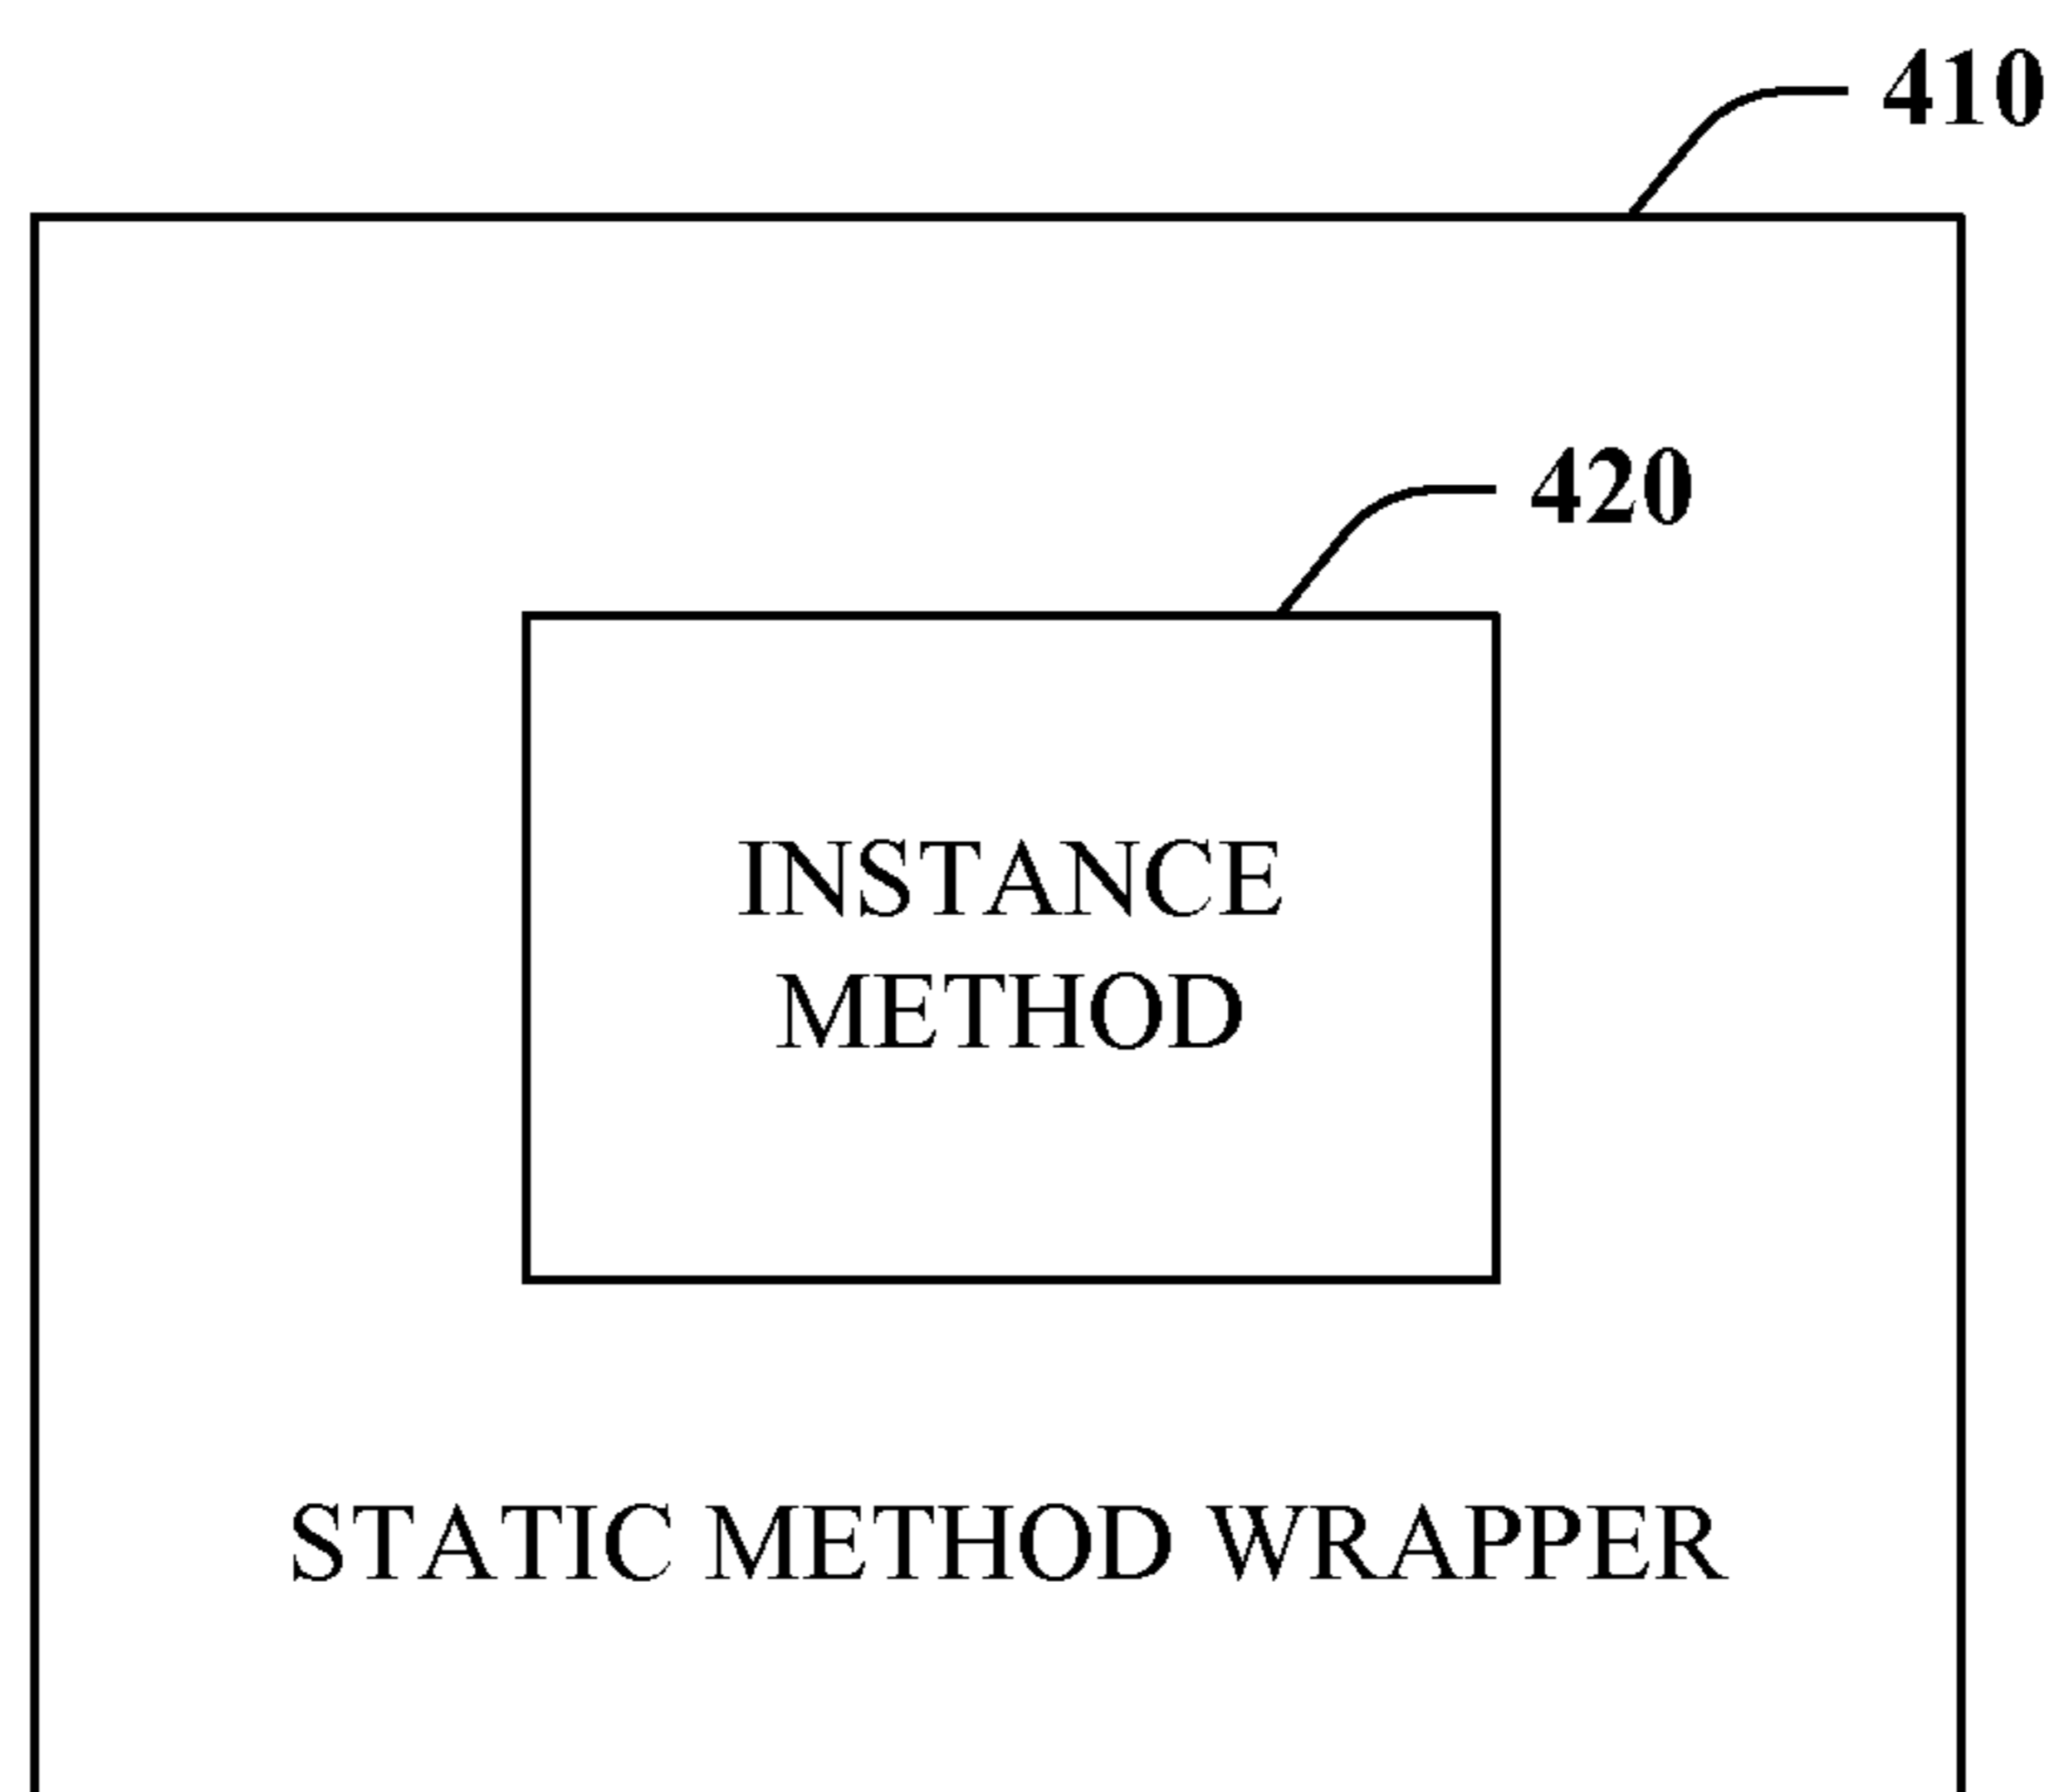 410
420
INSTANCE
METHOD
STATIC METHOD WRAPPER